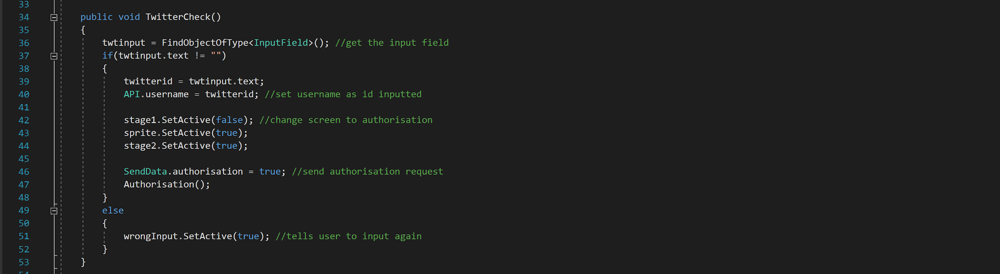 33
34 public void TwitterCheck()
35 {
36 twtinput = FindObjectOfType<InputField>(); //get the input field
37 if(twtinput.text != "")
38 {
39 twitterid = twtinput.text;
40 API.username = twitterid; //set username as id inputted
41
42 stage1.SetActive(false); //change screen to authorisation
43 sprite.SetActive(true);
44 stage2.SetActive(true);
45
46 SendData.authorisation = true; //send authorisation request
47 Authorisation();
48 }
49 else
50 {
51 wrongInput.SetActive(true); //tells user to input again
52 }
53 }
54